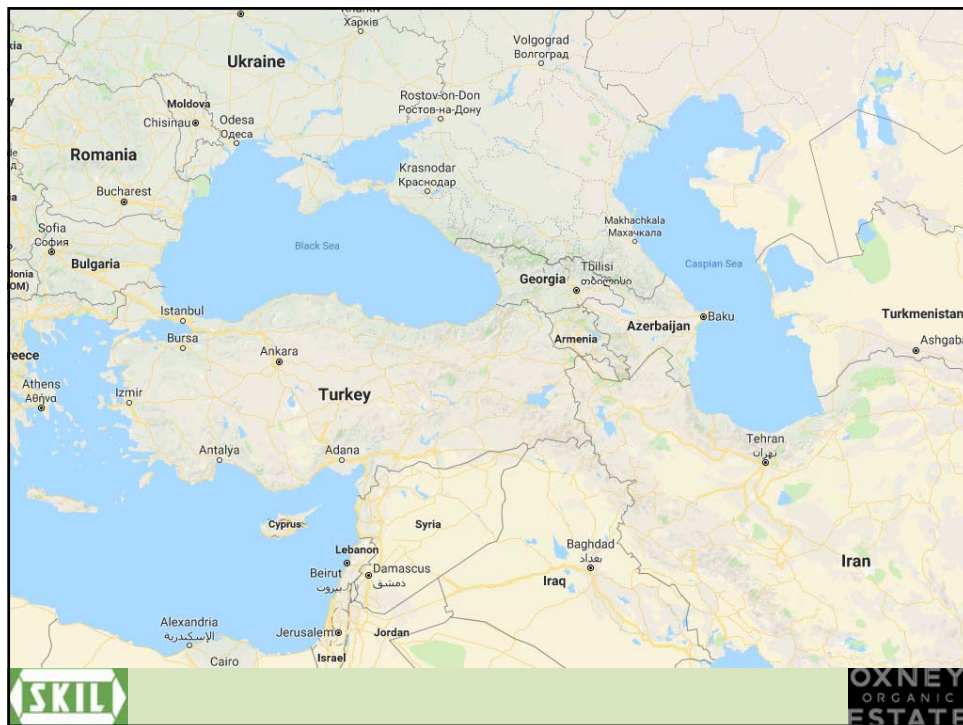 Харків
Volgograd
Волгоград
Ukraine
Rostov-on-Don
Ростов-на-Дону
Moldova
Chisinau
Odesa
Одеса
Romania
Krasnodar
Краснодар
Bucharest
Makhachkala
Махачкала
Sofia
София
Black Sea
Bulgaria
Caspian Sea
Tbilisi
თბილისი
Georgia
Istanbul
Azerbaijan
Baku
Turkmenistan
Armenia
Bursa
Ankara
Athens
Αθήνα
Izmir
Turkey
Tehran
تهران
Antalya
Adana
Cyprus
Syria
Lebanon
Baghdad
بغداد
Beirut
بيروت
Damascus
دمشق
Iraq
Iran
Alexandria
الإسكندرية
Jerusalem
Jordan
Cairo
Israel
SKIL
OXNEY
ORGANIC
ESTATE